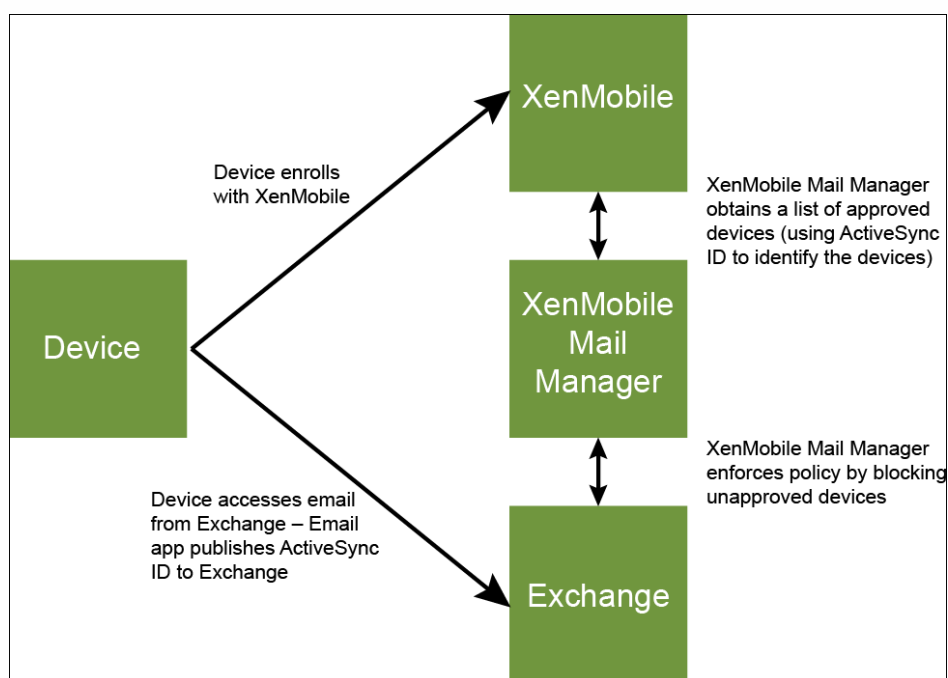 XenMobile
Device enrolls
with XenMobile
XenMobile Mail Manager
obtains a list of approved
devices (using ActiveSync
ID to identify the devices)
Device
XenMobile
Mail
Manager
XenMobile Mail Manager
enforces policy by blocking
unapproved devices
Device accesses email
from Exchange – Email
app publishes ActiveSync
ID to Exchange
Exchange